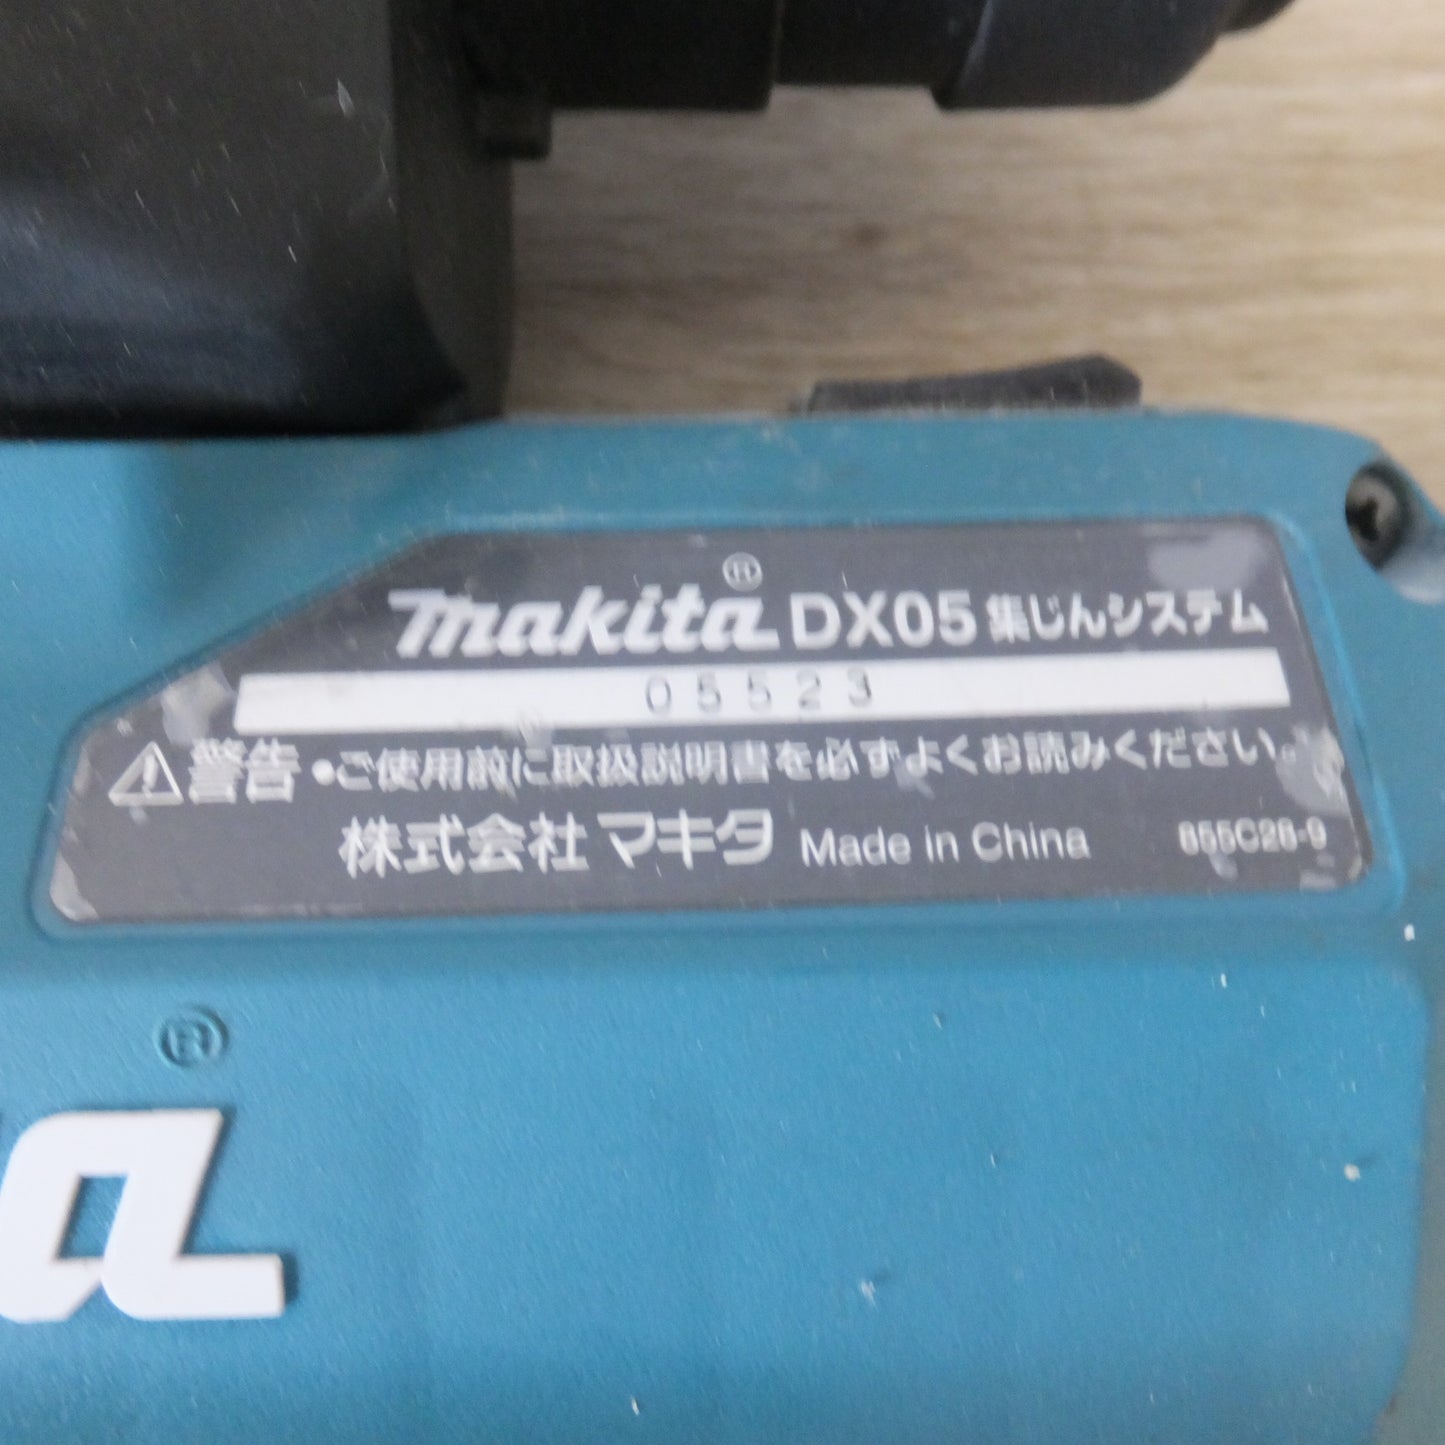 makita® DX05 集じんシステム
05523
⚠警告 •ご使用前に取扱説明書を必ずよくお読みください。
株式会社 マキタ Made in China 855C28-9
®
a